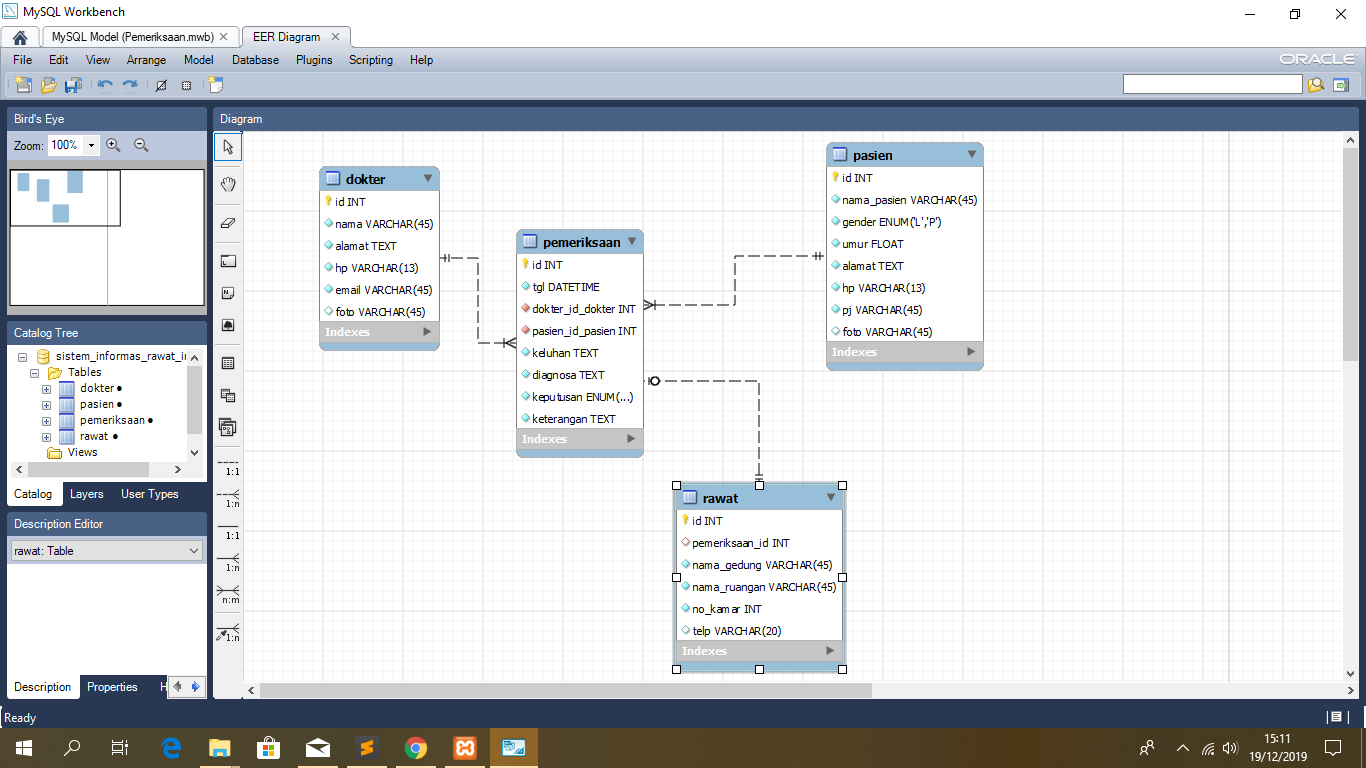 MySQL Workbench
MySQL Model (Pemeriksaan.mwb)
EER Diagram
File Edit View Arrange Model Database Plugins Scripting Help
ORACLE
Bird's Eye
Zoom: 100%
Catalog Tree
sistem_informas_rawat_i
Tables
dokter
pasien
pemeriksaan
rawat
Views
Catalog Layers User Types
Description Editor
rawat: Table
Description Properties H
Ready
Diagram
1:1
1:n
1:1
1:n
n:m
1:n
dokter
id INT
nama VARCHAR(45)
alamat TEXT
hp VARCHAR(13)
email VARCHAR(45)
foto VARCHAR(45)
Indexes
pemeriksaan
id INT
tgl DATETIME
dokter_id_dokter INT
pasien_id_pasien INT
keluhan TEXT
diagnosa TEXT
keputusan ENUM(...)
keterangan TEXT
Indexes
pasien
id INT
nama_pasien VARCHAR(45)
gender ENUM('L','P')
umur FLOAT
alamat TEXT
hp VARCHAR(13)
pj VARCHAR(45)
foto VARCHAR(45)
Indexes
rawat
id INT
pemeriksaan_id INT
nama_gedung VARCHAR(45)
nama_ruangan VARCHAR(45)
no_kamar INT
telp VARCHAR(20)
Indexes
15:11
19/12/2019